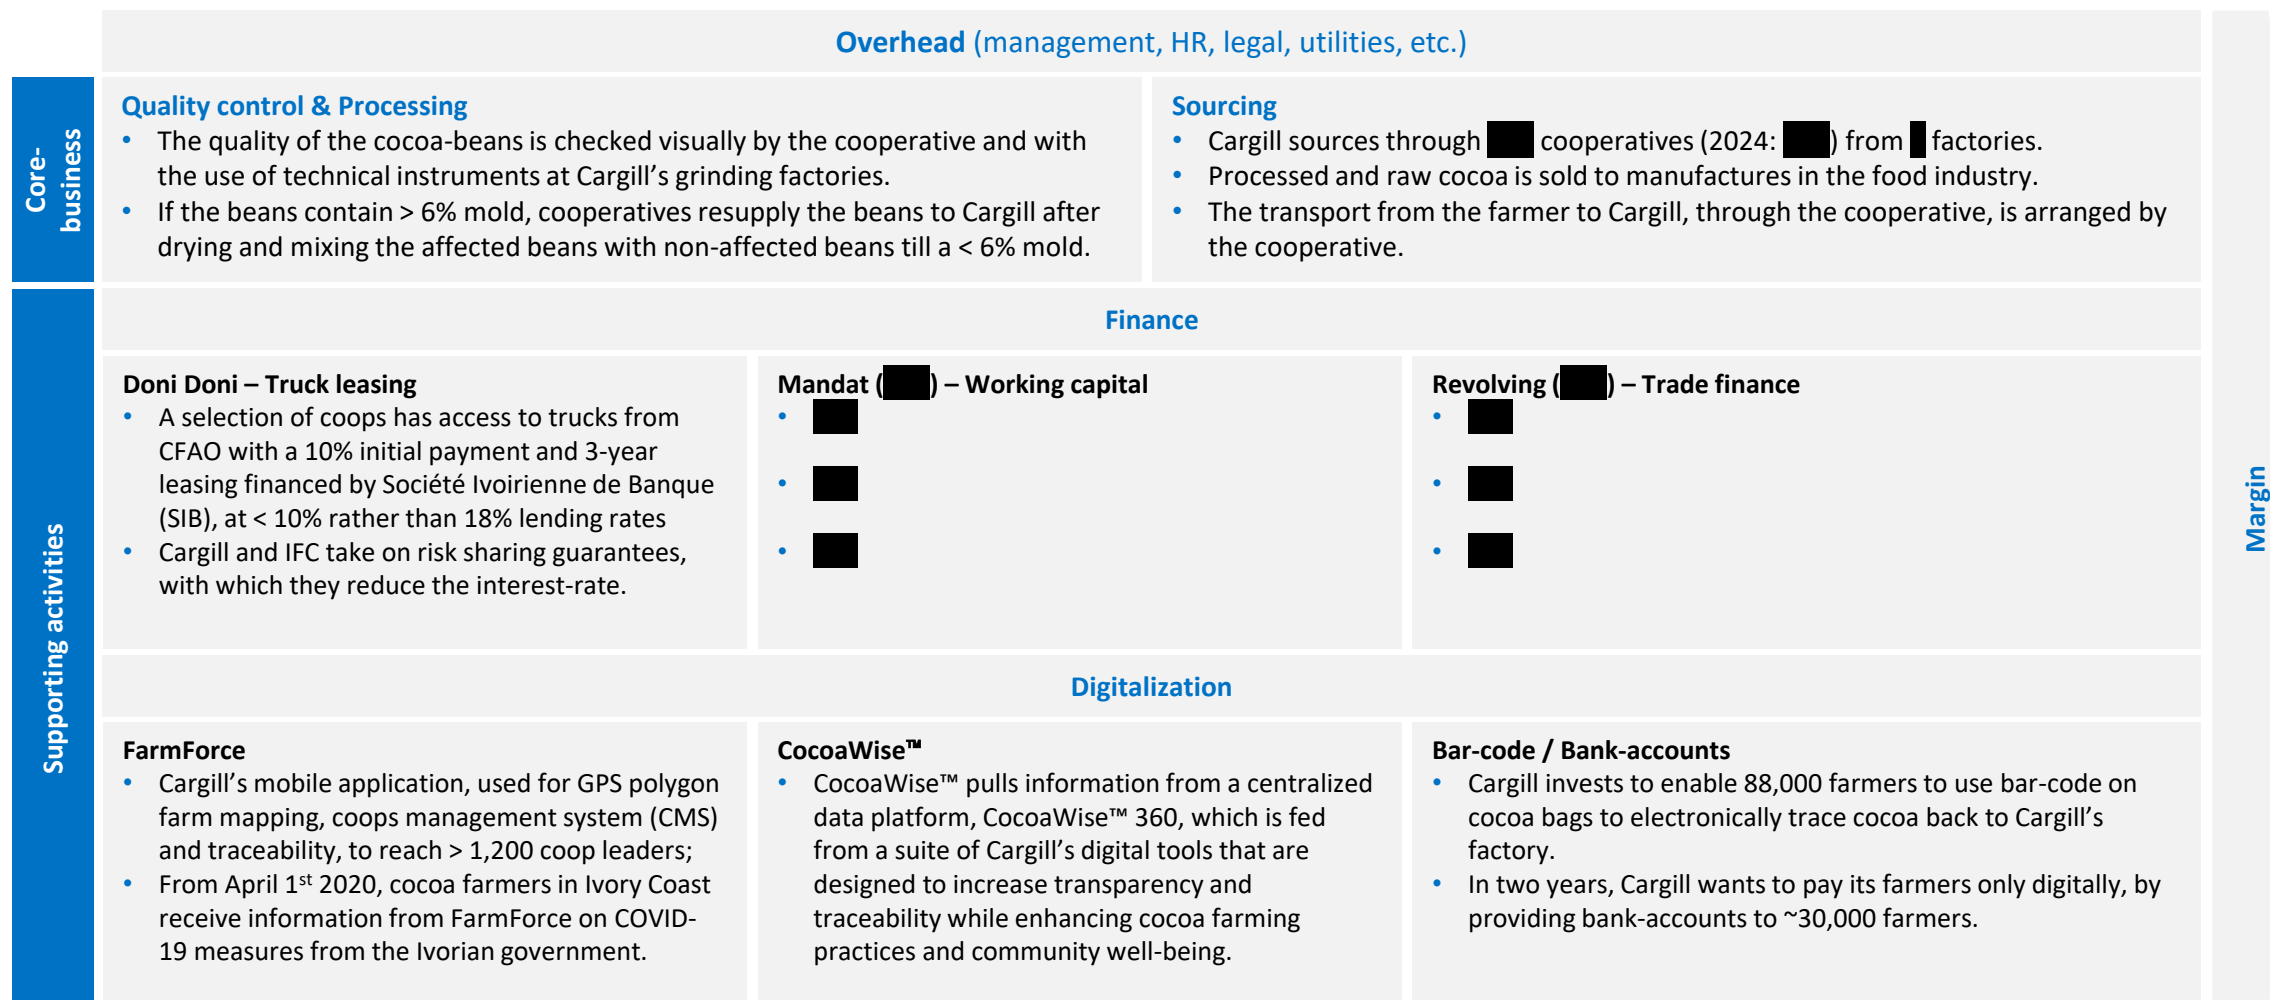 Overhead (management, HR, legal, utilities, etc.)
Core-
business
Quality control & Processing
• The quality of the cocoa-beans is checked visually by the cooperative and with
the use of technical instruments at Cargill’s grinding factories.
• If the beans contain > 6% mold, cooperatives resupply the beans to Cargill after
drying and mixing the affected beans with non-affected beans till a < 6% mold.
Sourcing
• Cargill sources through cooperatives (2024: ) from factories.
• Processed and raw cocoa is sold to manufactures in the food industry.
• The transport from the farmer to Cargill, through the cooperative, is arranged by
the cooperative.
Supporting activities
Finance
Doni Doni – Truck leasing
• A selection of coops has access to trucks from
CFAO with a 10% initial payment and 3-year
leasing financed by Société Ivoirienne de Banque
(SIB), at < 10% rather than 18% lending rates
• Cargill and IFC take on risk sharing guarantees,
with which they reduce the interest-rate.
Mandat ( ) – Working capital
Revolving ( ) – Trade finance
Digitalization
FarmForce
• Cargill’s mobile application, used for GPS polygon
farm mapping, coops management system (CMS)
and traceability, to reach > 1,200 coop leaders;
• From April 1st 2020, cocoa farmers in Ivory Coast
receive information from FarmForce on COVID-
19 measures from the Ivorian government.
CocoaWise™
• CocoaWise™ pulls information from a centralized
data platform, CocoaWise™ 360, which is fed
from a suite of Cargill’s digital tools that are
designed to increase transparency and
traceability while enhancing cocoa farming
practices and community well-being.
Bar-code / Bank-accounts
• Cargill invests to enable 88,000 farmers to use bar-code on
cocoa bags to electronically trace cocoa back to Cargill’s
factory.
• In two years, Cargill wants to pay its farmers only digitally, by
providing bank-accounts to ~30,000 farmers.
Margin